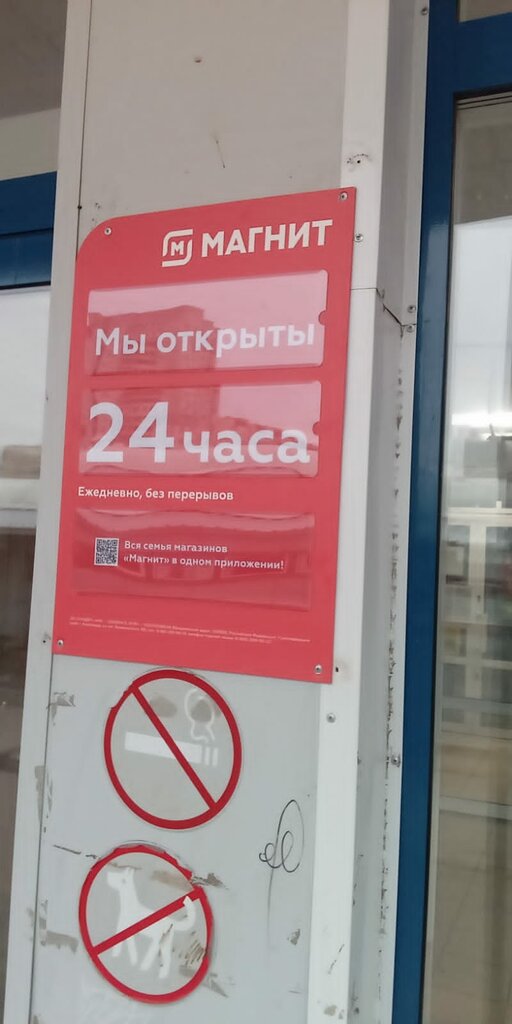 МАГНИТ
Мы открыты
24 часа
Ежедневно, без перерывов
Вся семья магазинов
«Магнит» в одном приложении!